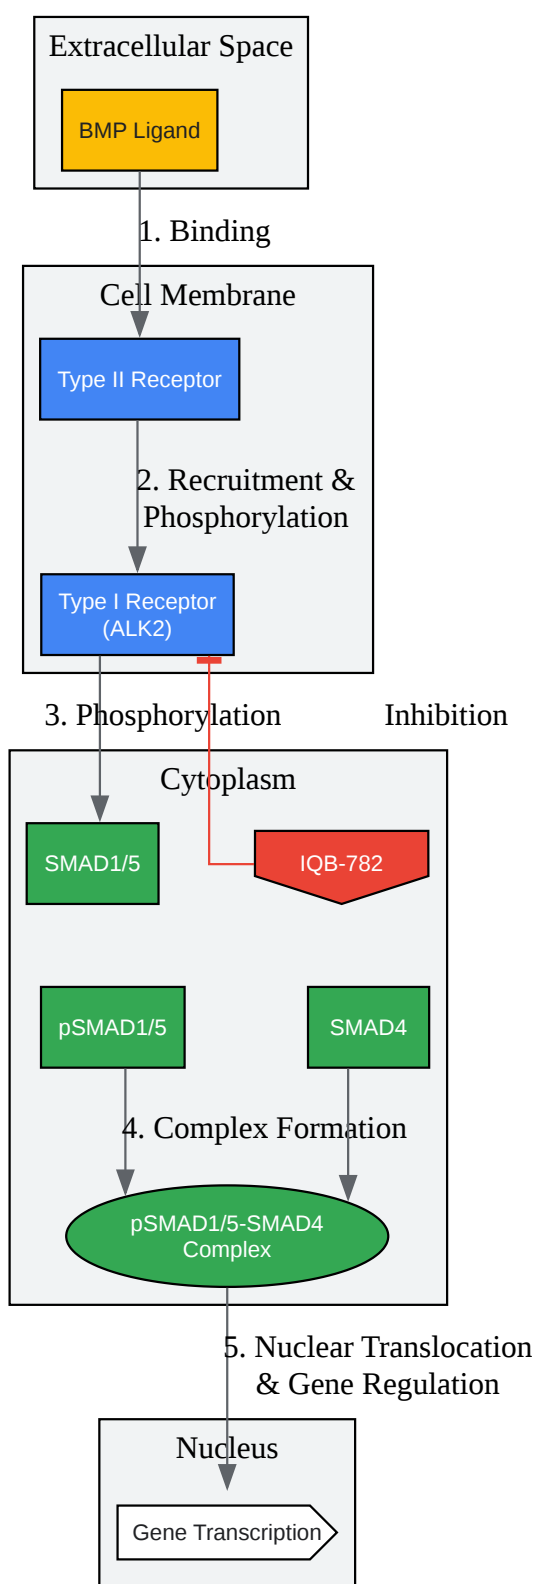 Extracellular Space
BMP Ligand
1. Binding
Cell Membrane
Type II Receptor
2. Recruitment &
Phosphorylation
Type I Receptor
(ALK2)
3. Phosphorylation
Inhibition
Cytoplasm
SMAD1/5
IQB-782
pSMAD1/5
SMAD4
4. Complex Formation
pSMAD1/5-SMAD4
Complex
5. Nuclear Translocation
& Gene Regulation
Nucleus
Gene Transcription